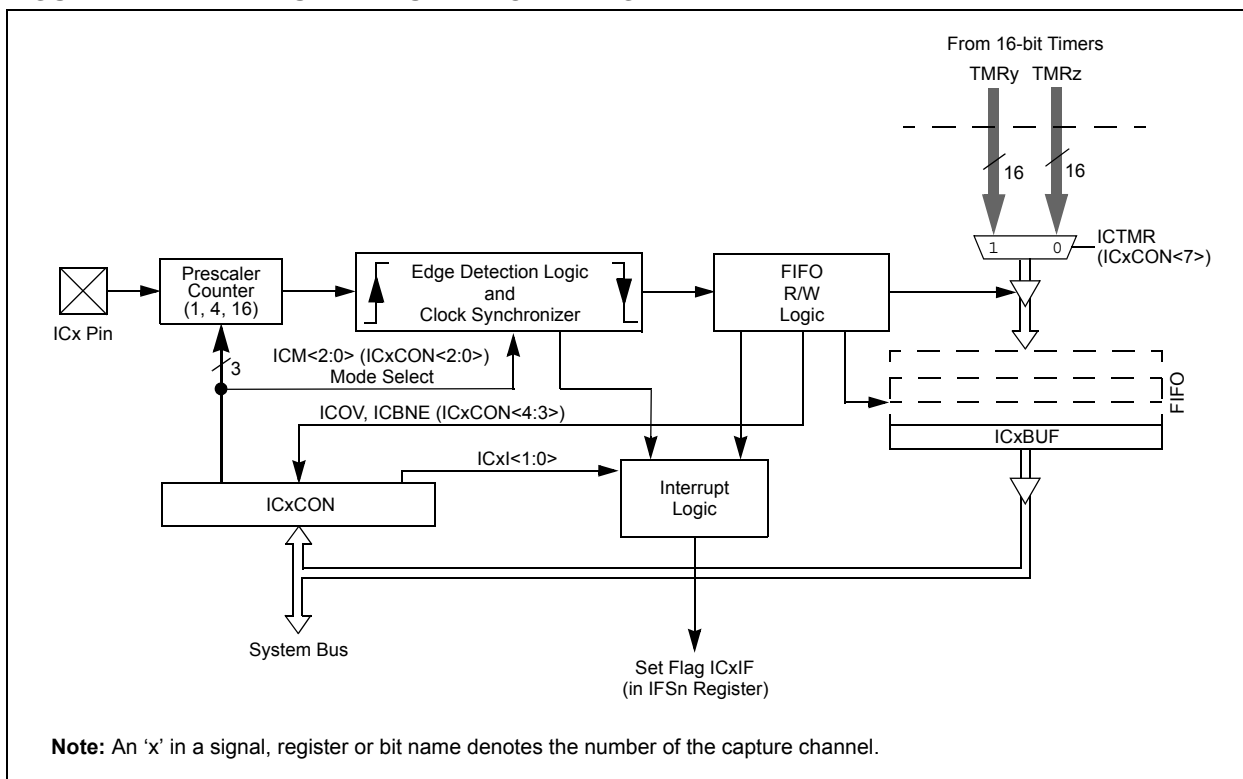 From 16-bit Timers
TMRy TMRz
16 16
1 0
ICTMR
(ICxCON<7>)
Prescaler
Counter
(1, 4, 16)
Edge Detection Logic
and
Clock Synchronizer
FIFO
R/W
Logic
ICx Pin
3
ICM<2:0> (ICxCON<2:0>)
Mode Select
FIFO
ICOV, ICBNE (ICxCON<4:3>)
ICxBUF
ICxI<1:0>
Interrupt
Logic
ICxCON
System Bus
Set Flag ICxIF
(in IFSn Register)
Note: An ‘x’ in a signal, register or bit name denotes the number of the capture channel.